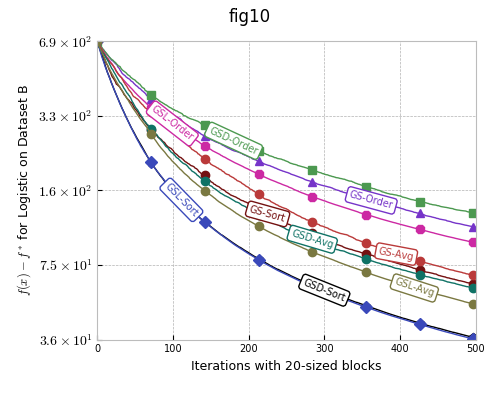 fig10
f(x) − f* for Logistic on Dataset B
6.9 × 10²
3.3 × 10²
1.6 × 10²
7.5 × 10¹
3.6 × 10¹
GSL-Order
GSD-Order
GS-Order
GSL-Sort
GS-Sort
GSD-Avg
GS-Avg
GSD-Sort
GSL-Avg
0 100 200 300 400 500
Iterations with 20-sized blocks